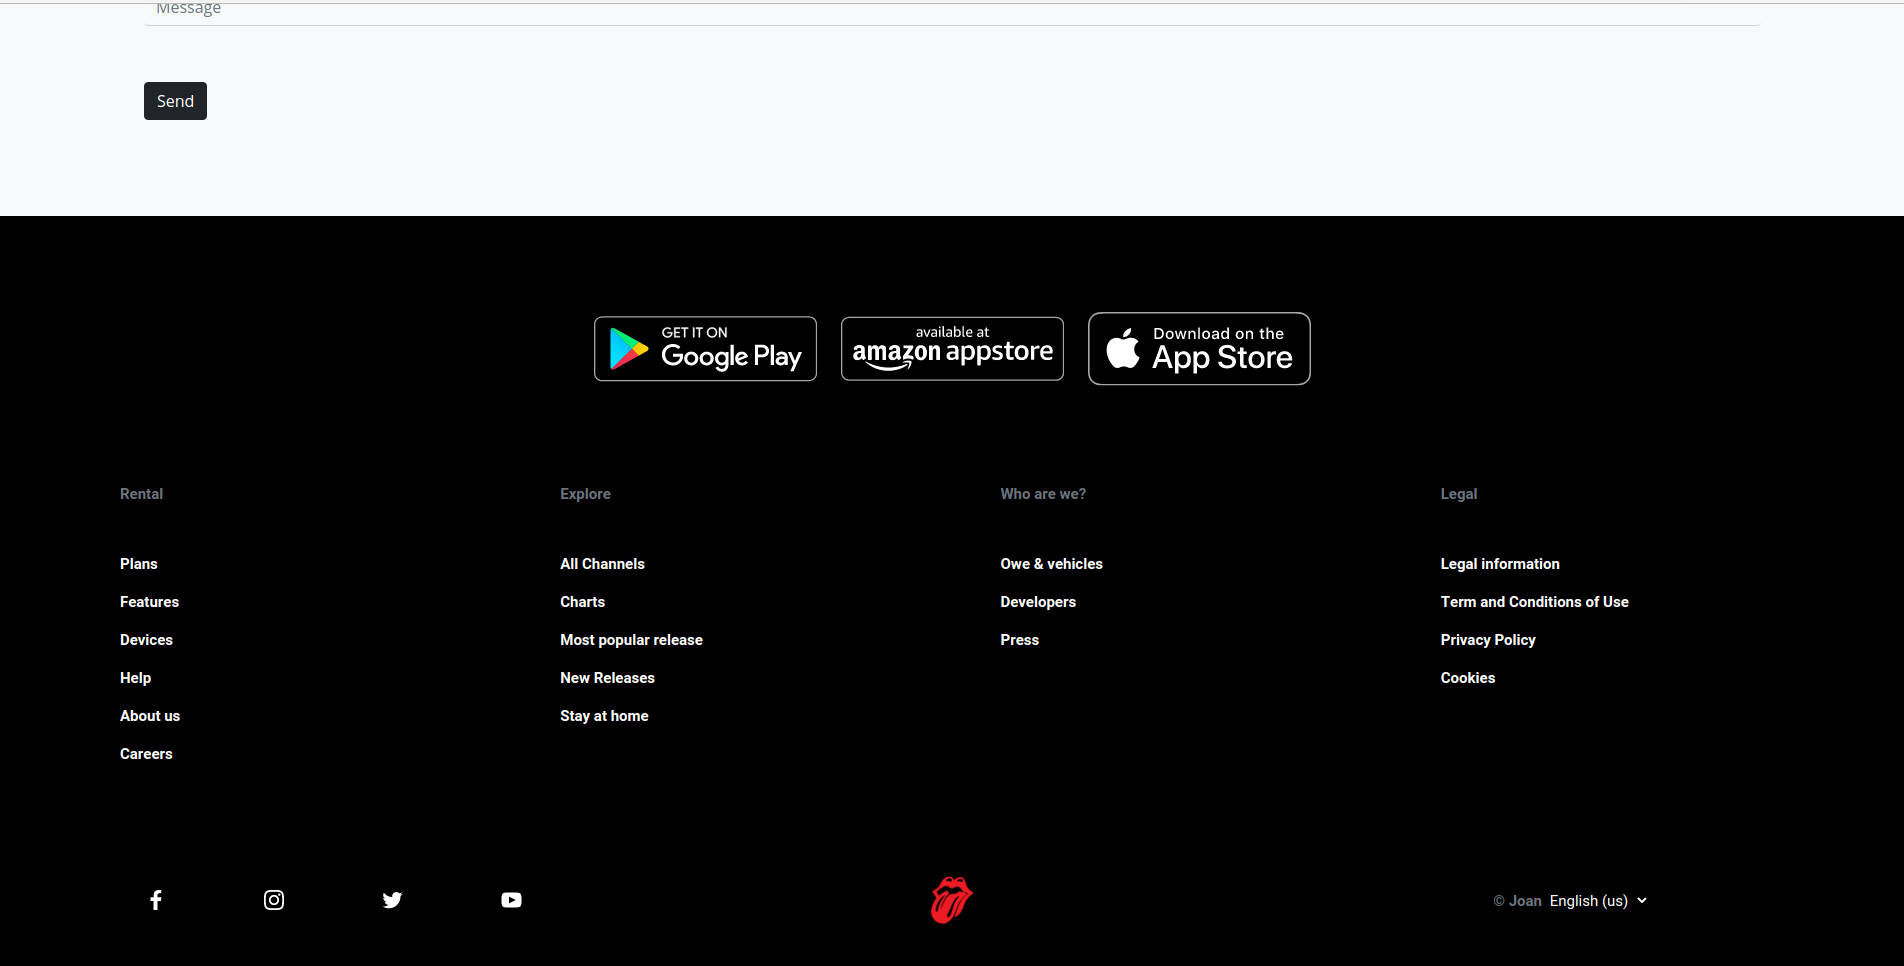 Message
Send
GET IT ON
Google Play
available at
amazon appstore
Download on the
App Store
Rental
Plans
Features
Devices
Help
About us
Careers
Explore
All Channels
Charts
Most popular release
New Releases
Stay at home
Who are we?
Owe & vehicles
Developers
Press
Legal
Legal information
Term and Conditions of Use
Privacy Policy
Cookies
© Joan English (us)